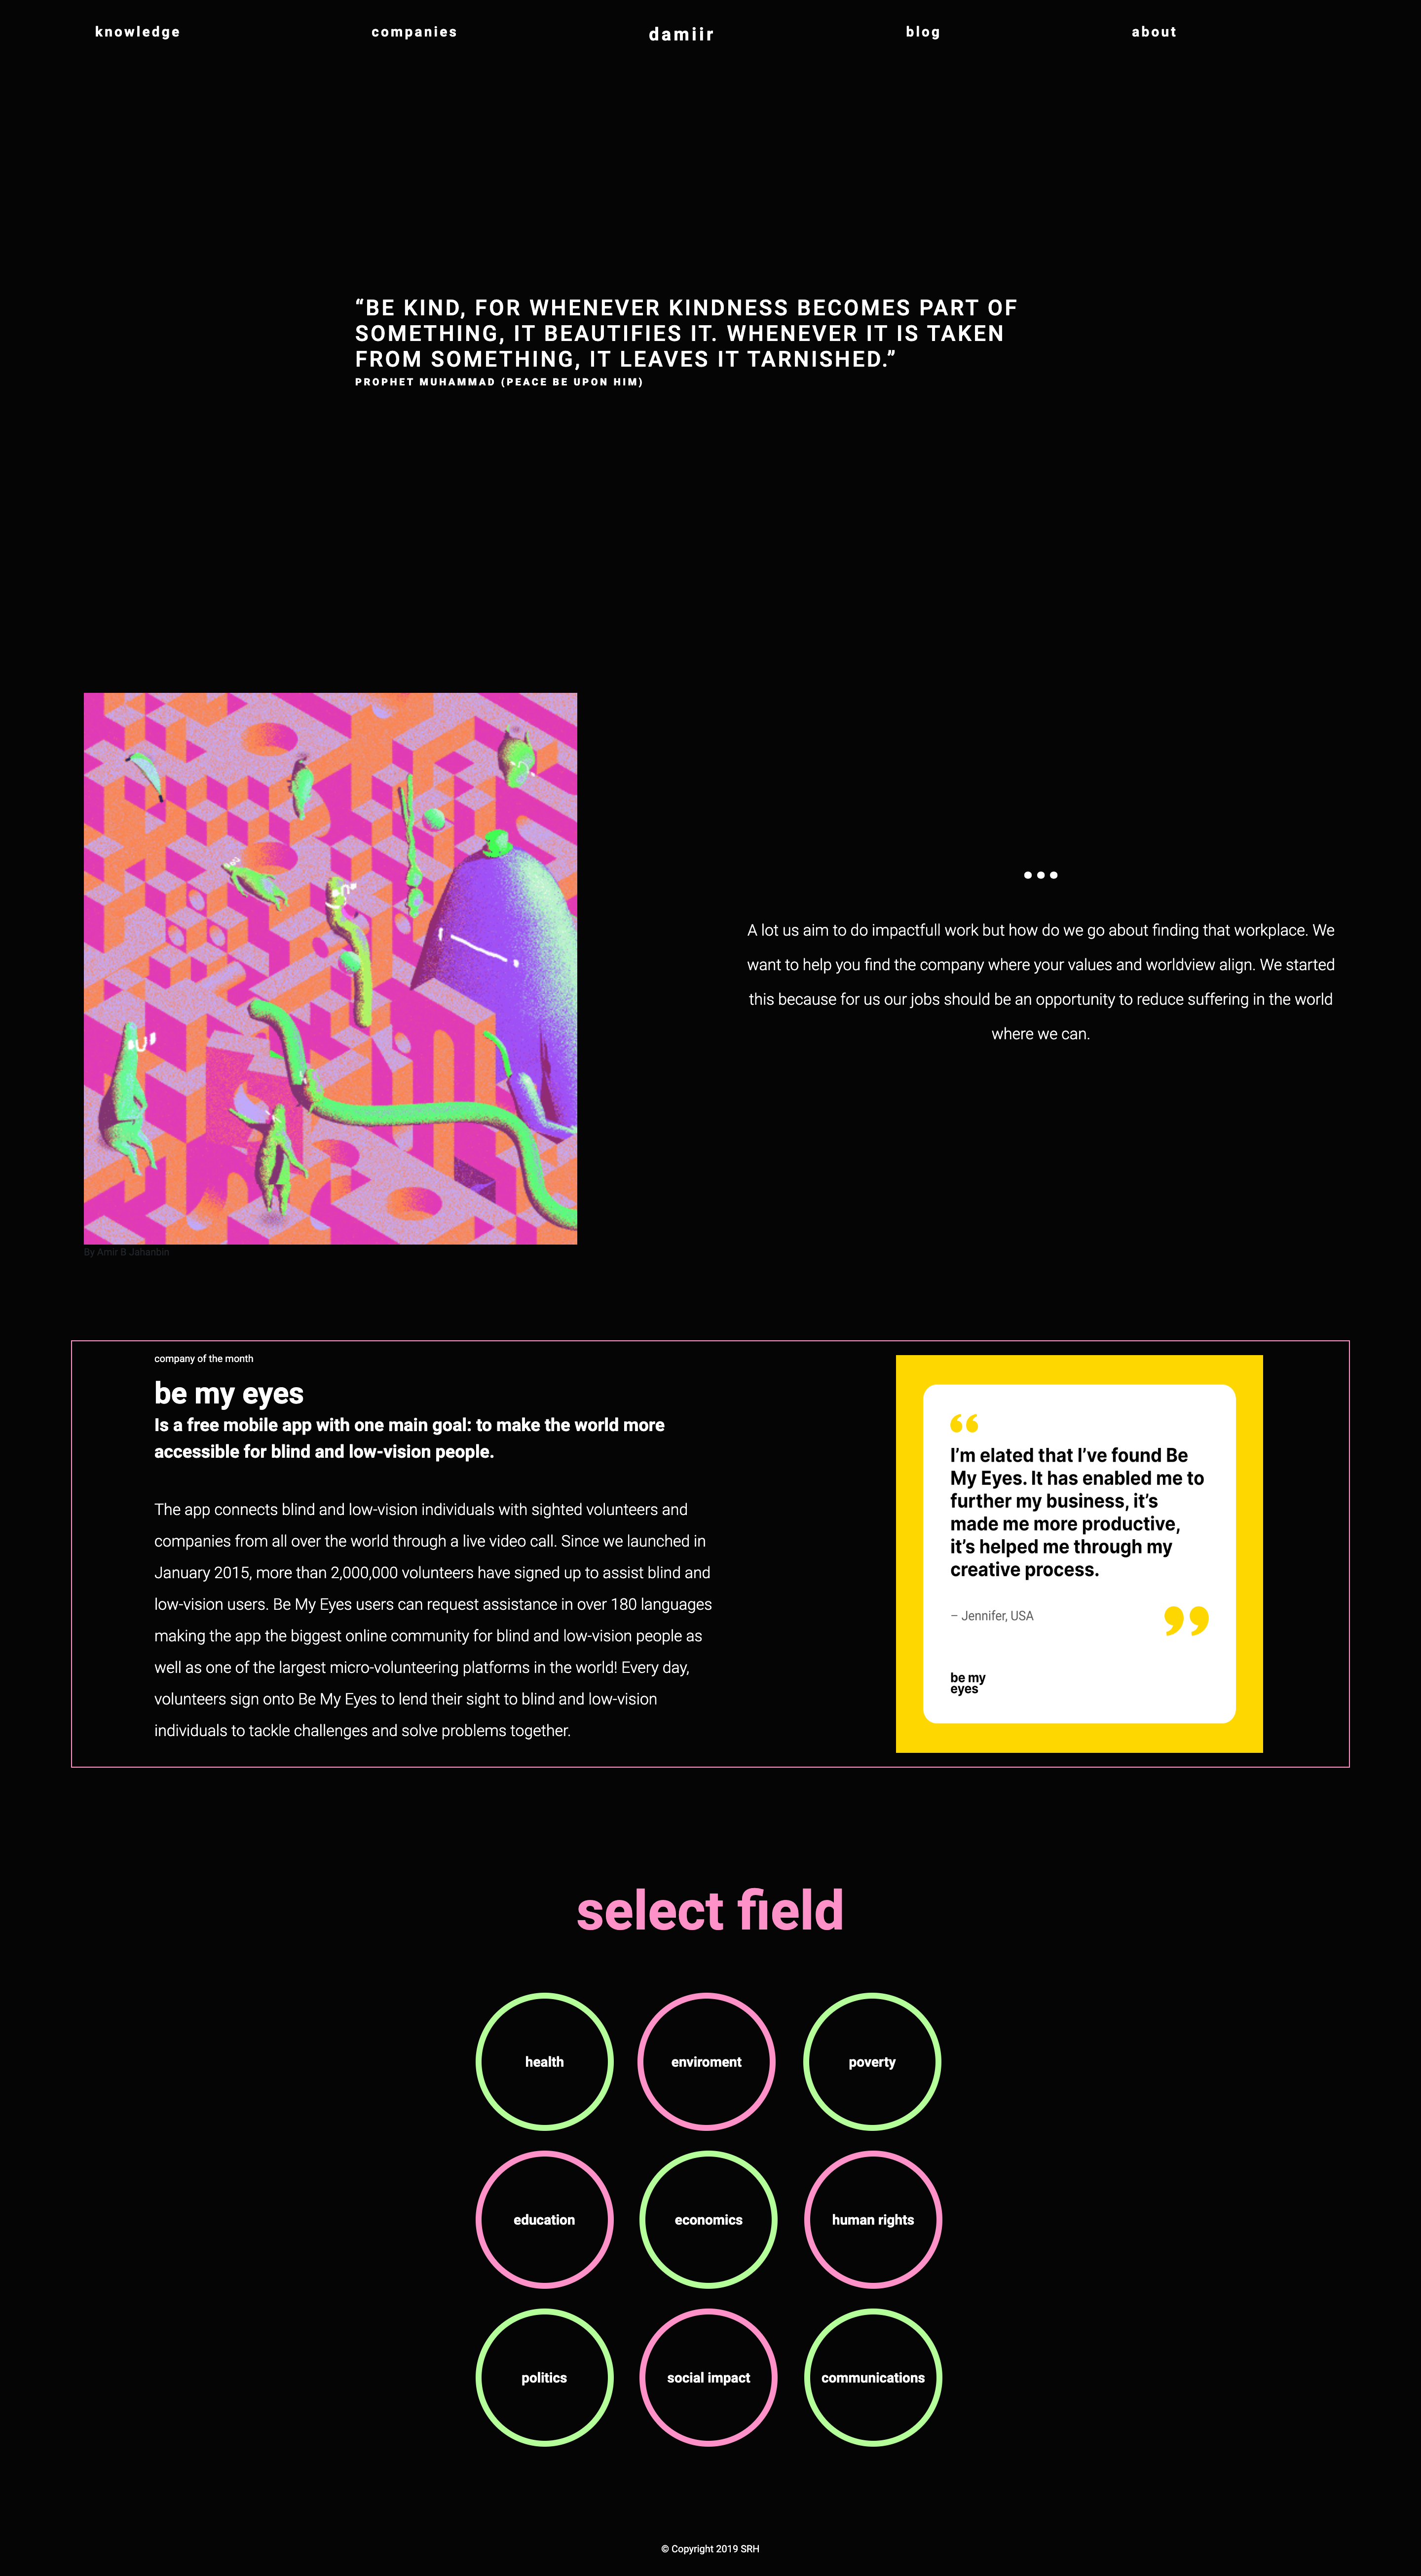 knowledge companies damiir blog about
“BE KIND, FOR WHENEVER KINDNESS BECOMES PART OF
SOMETHING, IT BEAUTIFIES IT. WHENEVER IT IS TAKEN
FROM SOMETHING, IT LEAVES IT TARNISHED.”
PROPHET MUHAMMAD (PEACE BE UPON HIM)
...
A lot us aim to do impactfull work but how do we go about finding that workplace. We
want to help you find the company where your values and worldview align. We started
this because for us our jobs should be an opportunity to reduce suffering in the world
where we can.
By Amir B Jahanbin
company of the month
be my eyes
Is a free mobile app with one main goal: to make the world more
accessible for blind and low-vision people.
The app connects blind and low-vision individuals with sighted volunteers and
companies from all over the world through a live video call. Since we launched in
January 2015, more than 2,000,000 volunteers have signed up to assist blind and
low-vision users. Be My Eyes users can request assistance in over 180 languages
making the app the biggest online community for blind and low-vision people as
well as one of the largest micro-volunteering platforms in the world! Every day,
volunteers sign onto Be My Eyes to lend their sight to blind and low-vision
individuals to tackle challenges and solve problems together.
“
I’m elated that I’ve found Be
My Eyes. It has enabled me to
further my business, it’s
made me more productive,
it’s helped me through my
creative process.
– Jennifer, USA ”
be my
eyes
select field
health enviroment poverty
education economics human rights
politics social impact communications
© Copyright 2019 SRH